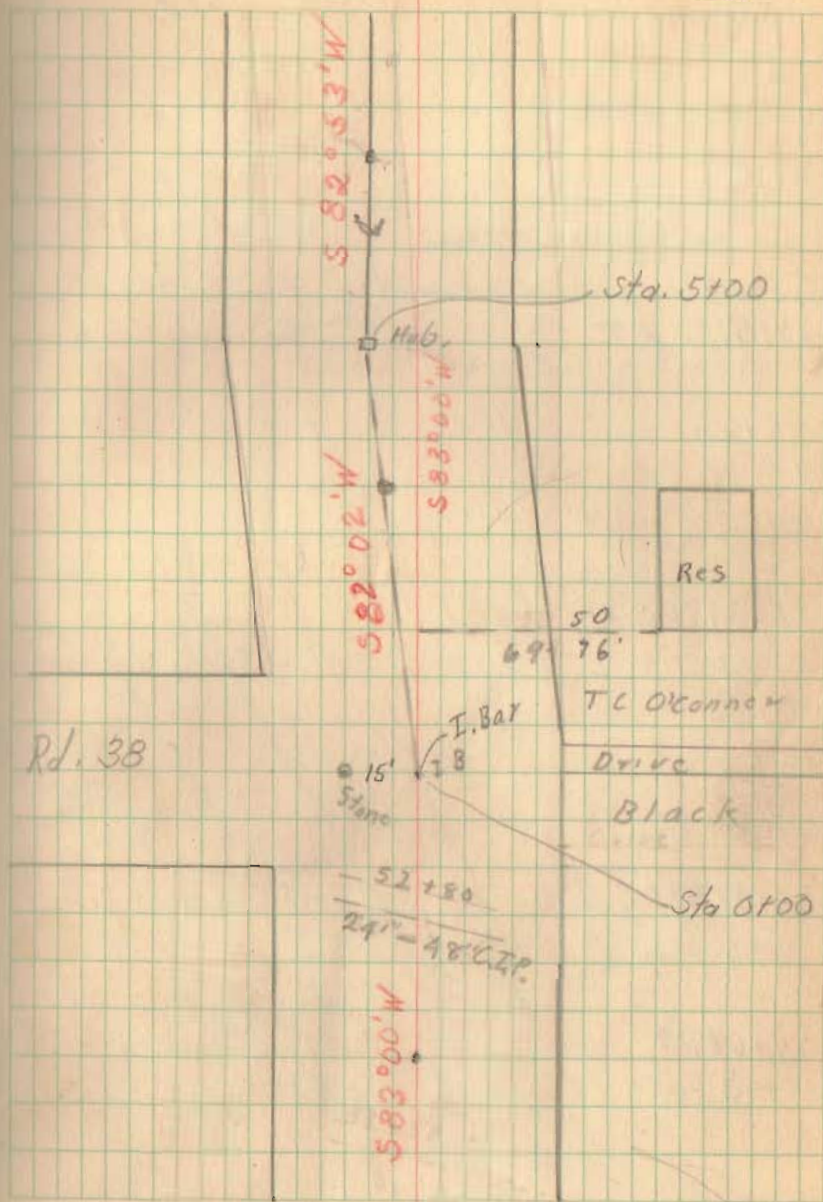 S 82° 53' W
Sta. 5+00
Hub.
S 83° 00' W
S 82° 02' W
Res
50
69 76'
T C O'Connor
I. Bar
Rd. 38
15' I B
Drive
Stone
Black
52 + 80
Sta 0+00
24' - 48" C.I.P.
S 83° 00' W